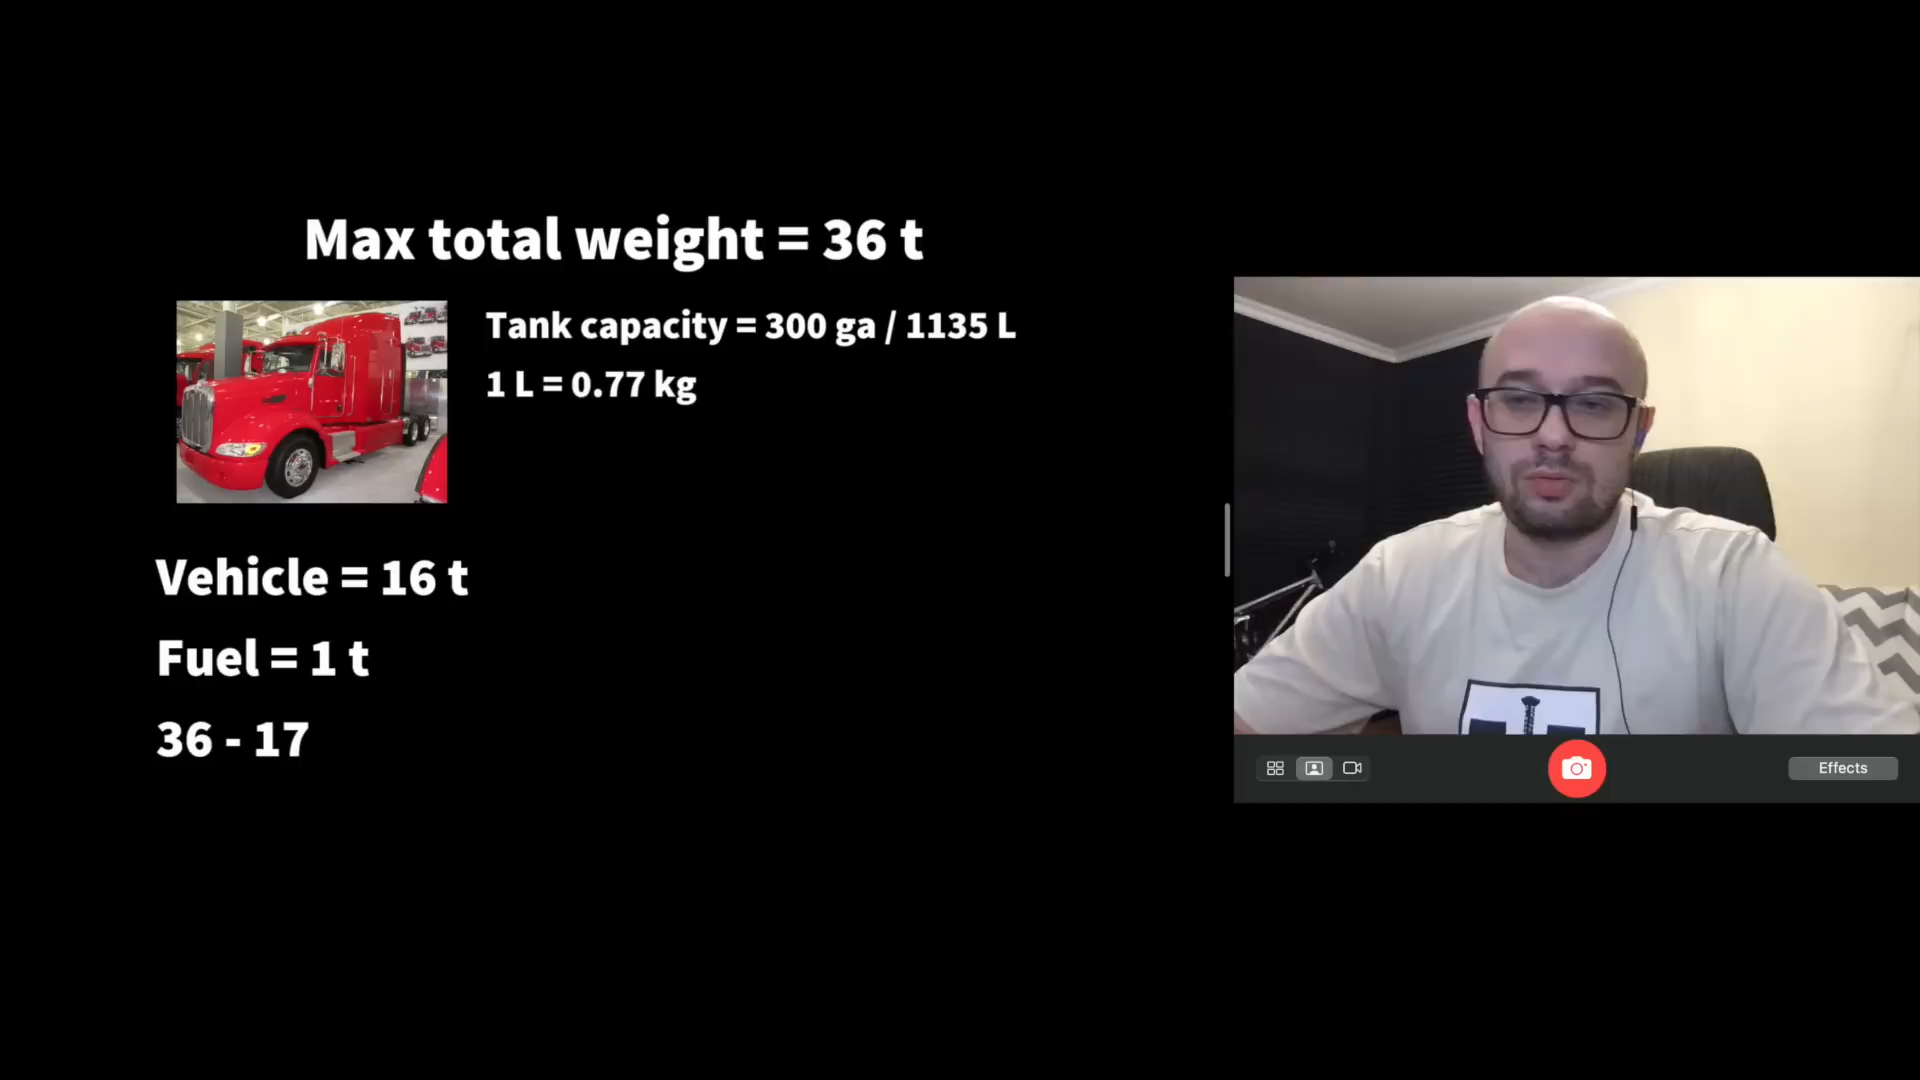 Max total weight = 36 t
Tank capacity = 300 ga / 1135 L
1 L = 0.77 kg
Vehicle = 16 t
Fuel = 1 t
36 - 17
Effects